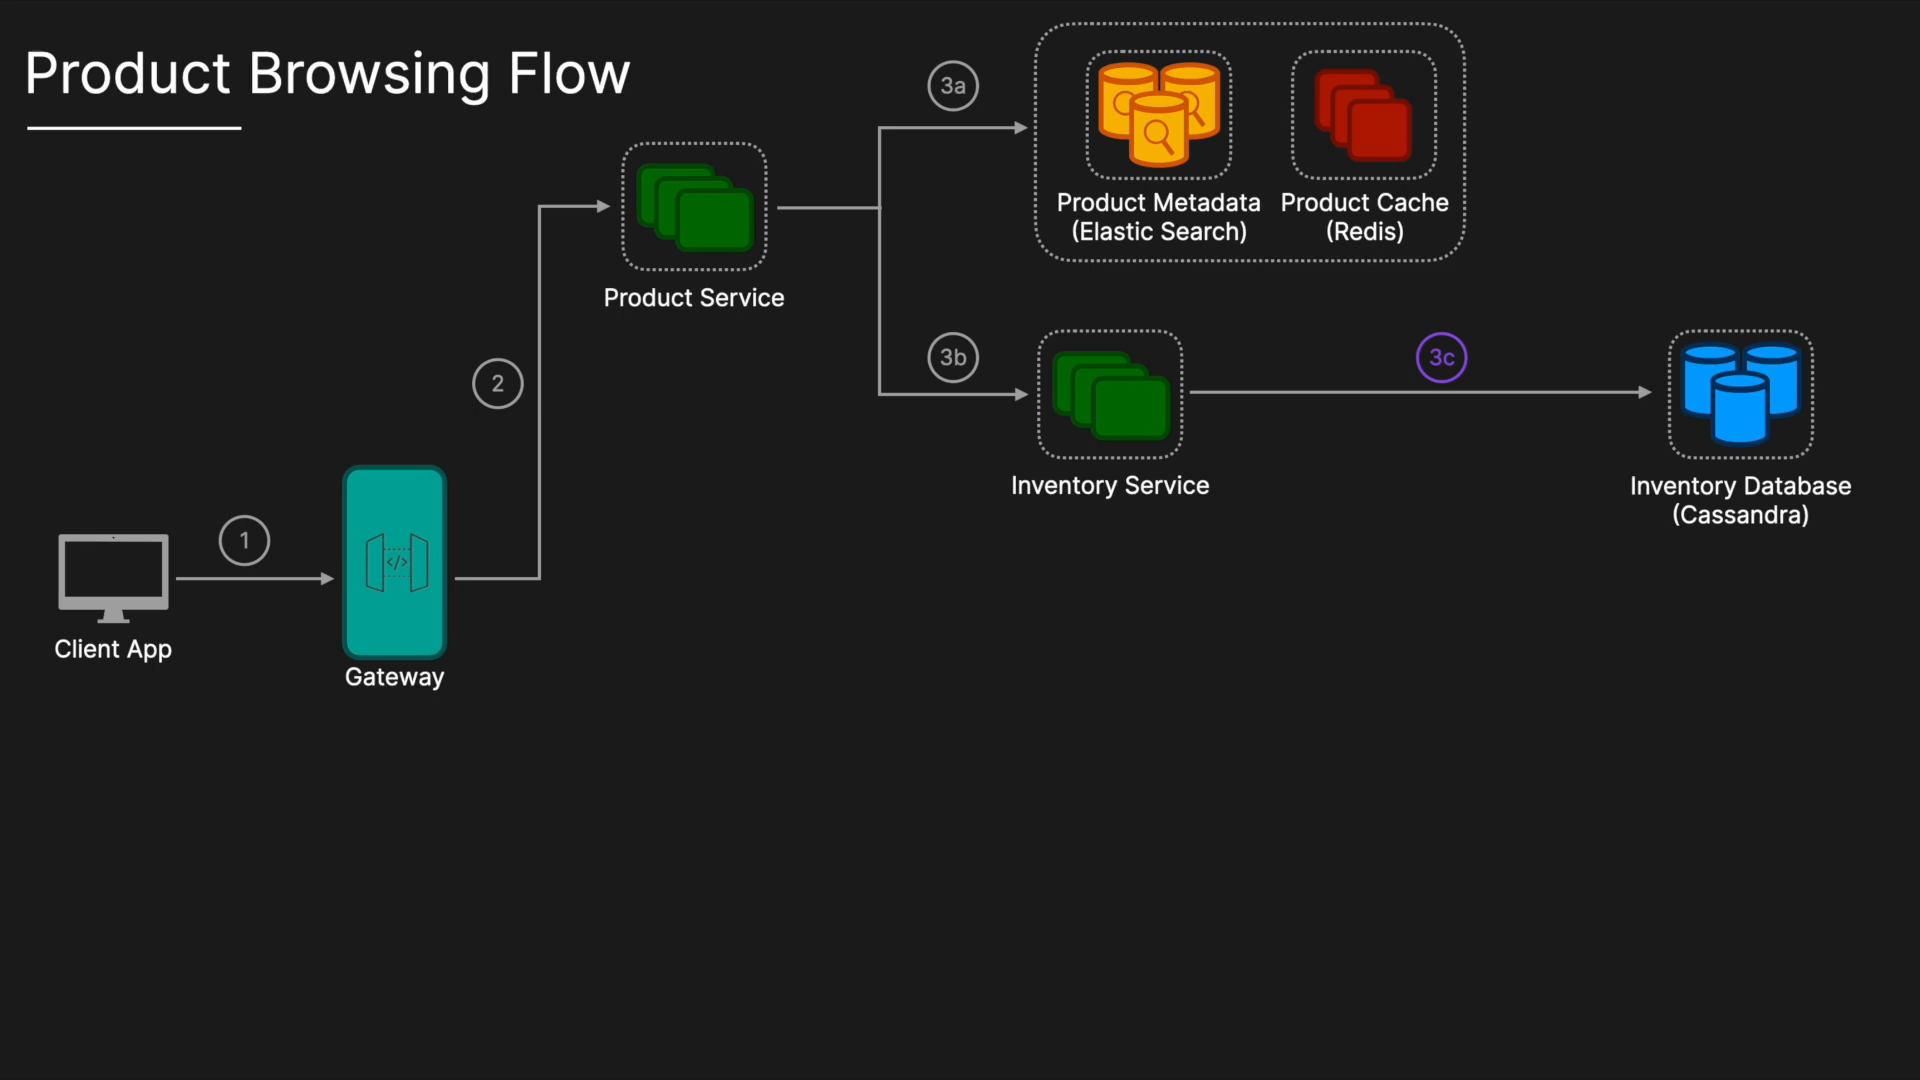 Product Browsing Flow
3a
Product Metadata
(Elastic Search)
Product Cache
(Redis)
Product Service
2
3b
3c
Inventory Service
Inventory Database
(Cassandra)
1
</>
Client App
Gateway